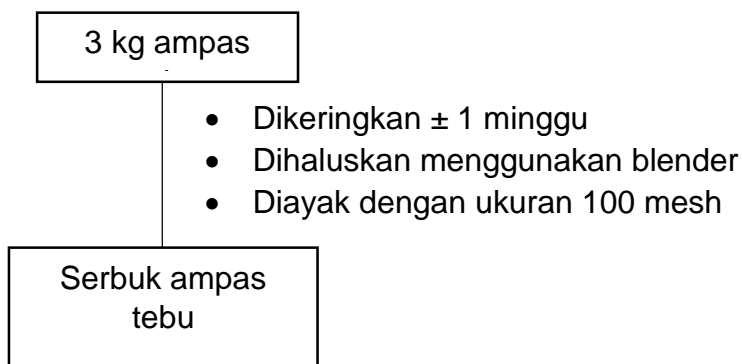 3 kg ampas
• Dikeringkan ± 1 minggu
• Dihaluskan menggunakan blender
• Diayak dengan ukuran 100 mesh
Serbuk ampas
tebu